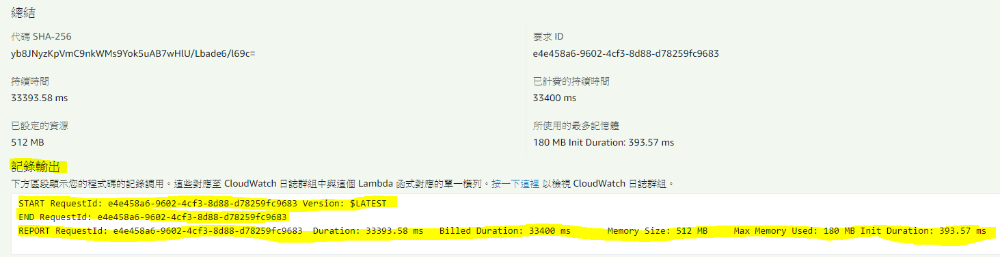 總結
代碼 SHA-256
yb8JNyzKpVmC9nkWMs9Yok5uAB7wHlU/Lbade6/l69c=
要求 ID
e4e458a6-9602-4cf3-8d88-d78259fc9683
持續時間
33393.58 ms
已計費的持續時間
33400 ms
已設定的資源
512 MB
所使用的最多記憶體
180 MB Init Duration: 393.57 ms
記錄輸出
下方區段顯示您的程式碼的記錄調用。這些對應至 CloudWatch 日誌群組中與這個 Lambda 函式對應的單一橫列。按一下這裡 以檢視 CloudWatch 日誌群組。
START RequestId: e4e458a6-9602-4cf3-8d88-d78259fc9683 Version: $LATEST
END RequestId: e4e458a6-9602-4cf3-8d88-d78259fc9683
REPORT RequestId: e4e458a6-9602-4cf3-8d88-d78259fc9683 Duration: 33393.58 ms Billed Duration: 33400 ms Memory Size: 512 MB Max Memory Used: 180 MB Init Duration: 393.57 ms